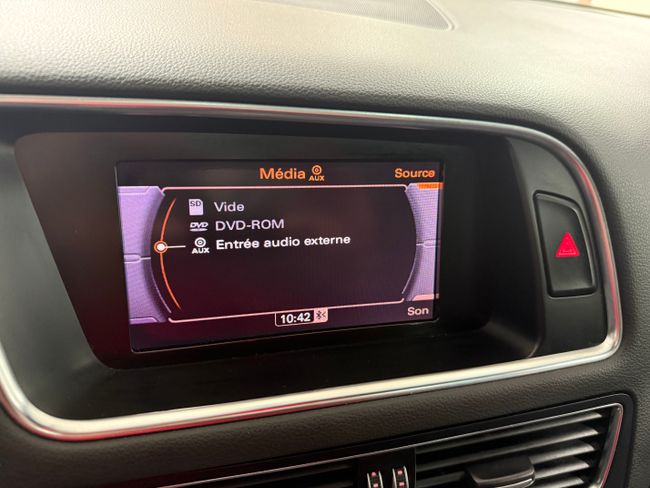 Média AUX
Source
SD Vide
DVD DVD-ROM
AUX Entrée audio externe
10:42
Son